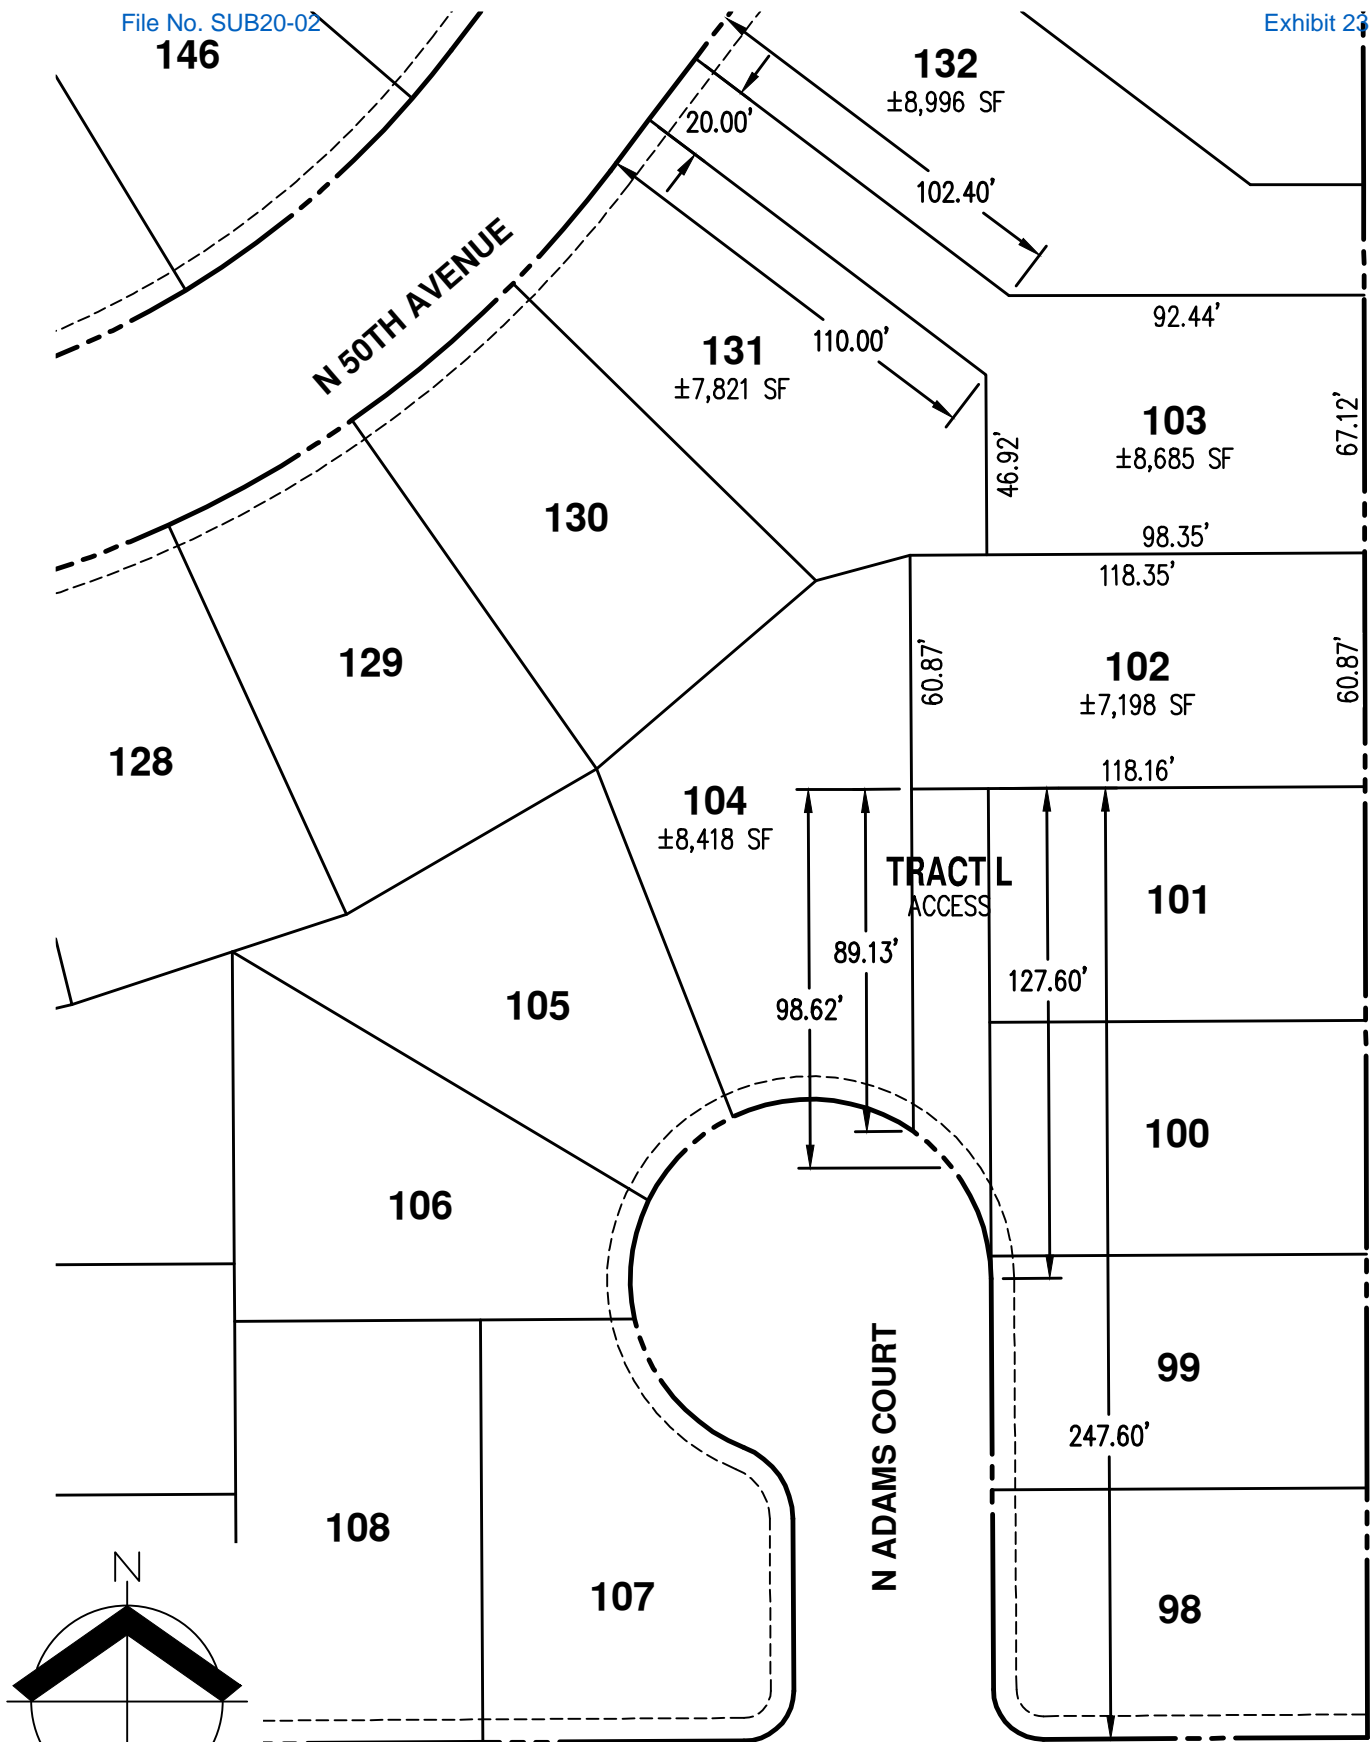 File No. SUB20-02
Exhibit 23
146
132
±8,996 SF
20.00'
102.40'
N 50TH AVENUE
92.44'
131
±7,821 SF
110.00'
103
±8,685 SF
67.12'
46.92'
130
98.35'
118.35'
129
60.87'
102
±7,198 SF
60.87'
128
118.16'
104
±8,418 SF
TRACT L
ACCESS
101
89.13'
127.60'
98.62'
105
100
106
N ADAMS COURT
99
247.60'
108
107
98
N